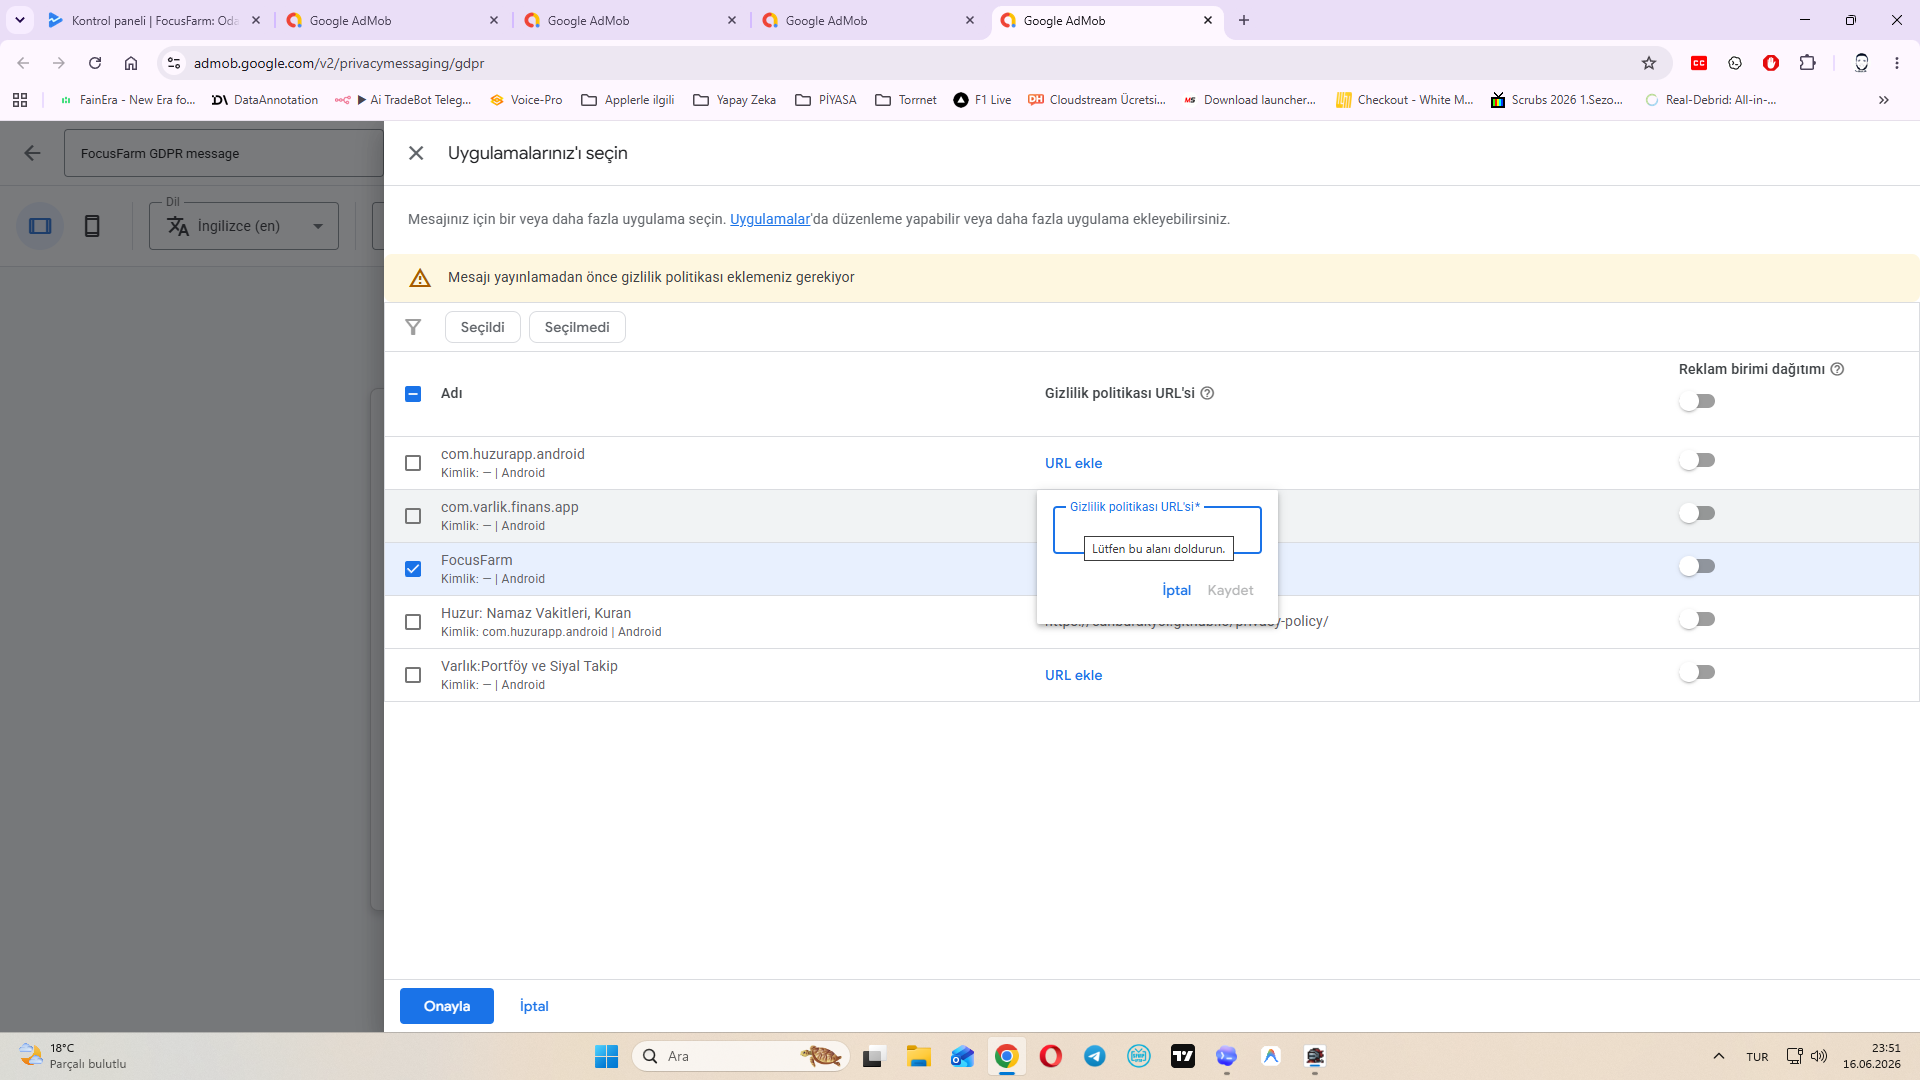 Kontrol paneli | FocusFarm: Oda
Google AdMob
Google AdMob
Google AdMob
Google AdMob
admob.google.com/v2/privacymessaging/gdpr
FainEra - New Era fo...
DataAnnotation
Ai TradeBot Teleg...
Voice-Pro
Applerle ilgili
Yapay Zeka
PİYASA
Torrnet
F1 Live
Cloudstream Ücretsi...
Download launcher...
Checkout - White M...
Scrubs 2026 1.Sezo...
Real-Debrid: All-in-...
FocusFarm GDPR message
Uygulamalarınız'ı seçin
Dil
İngilizce (en)
Mesajınız için bir veya daha fazla uygulama seçin. Uygulamalar'da düzenleme yapabilir veya daha fazla uygulama ekleyebilirsiniz.
Mesajı yayınlamadan önce gizlilik politikası eklemeniz gerekiyor
Seçildi
Seçilmedi
Adı
Gizlilik politikası URL'si
Reklam birimi dağıtımı
com.huzurapp.android
Kimlik: — | Android
URL ekle
com.varlik.finans.app
Kimlik: — | Android
Gizlilik politikası URL'si*
Lütfen bu alanı doldurun.
FocusFarm
Kimlik: — | Android
İptal
Kaydet
Huzur: Namaz Vakitleri, Kuran
Kimlik: com.huzurapp.android | Android
privacy-policy/
Varlık:Portföy ve Siyal Takip
Kimlik: — | Android
URL ekle
Onayla
İptal
18°C
Parçalı bulutlu
Ara
TUR
23:51
16.06.2026